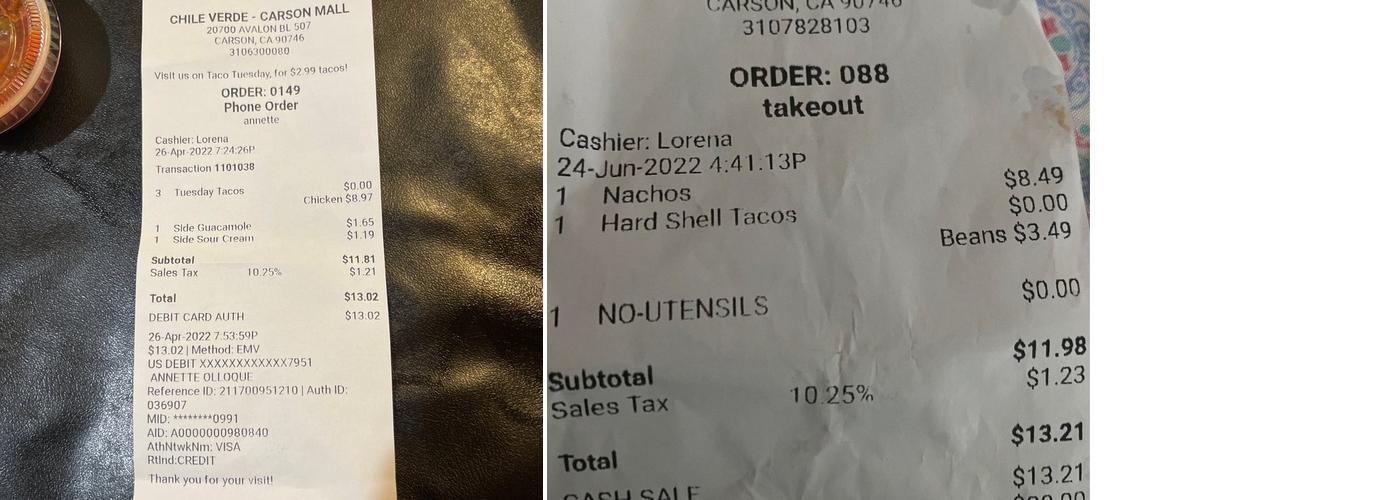 CHILE VERDE - CARSON MALL
20700 AVALON BL 507
CARSON, CA 90746
3106300080
Visit us on Taco Tuesday, for $2.99 tacos!
ORDER: 0149
Phone Order
annette
Cashier: Lorena
26-Apr-2022 7:24:26P
Transaction 1101038
3 Tuesday Tacos $0.00
Chicken $8.97
1 Side Guacamole $1.65
1 Side Sour Cream $1.19
Subtotal $11.81
Sales Tax 10.25% $1.21
Total $13.02
DEBIT CARD AUTH $13.02
26-Apr-2022 7:53:59P
$13.02 | Method: EMV
US DEBIT XXXXXXXXXXXX7951
ANNETTE OLLOQUE
Reference ID: 211700951210 | Auth ID:
036907
MID: ********0991
AID: A0000000980840
AthNtwkNm: VISA
RtInd:CREDIT
Thank you for your visit!
CARSON, CA 90746
3107828103
ORDER: 088
takeout
Cashier: Lorena
24-Jun-2022 4:41:13P
1 Nachos $8.49
1 Hard Shell Tacos $0.00
Beans $3.49
1 NO-UTENSILS $0.00
Subtotal $11.98
Sales Tax 10.25% $1.23
Total $13.21
CASH SALE $13.21